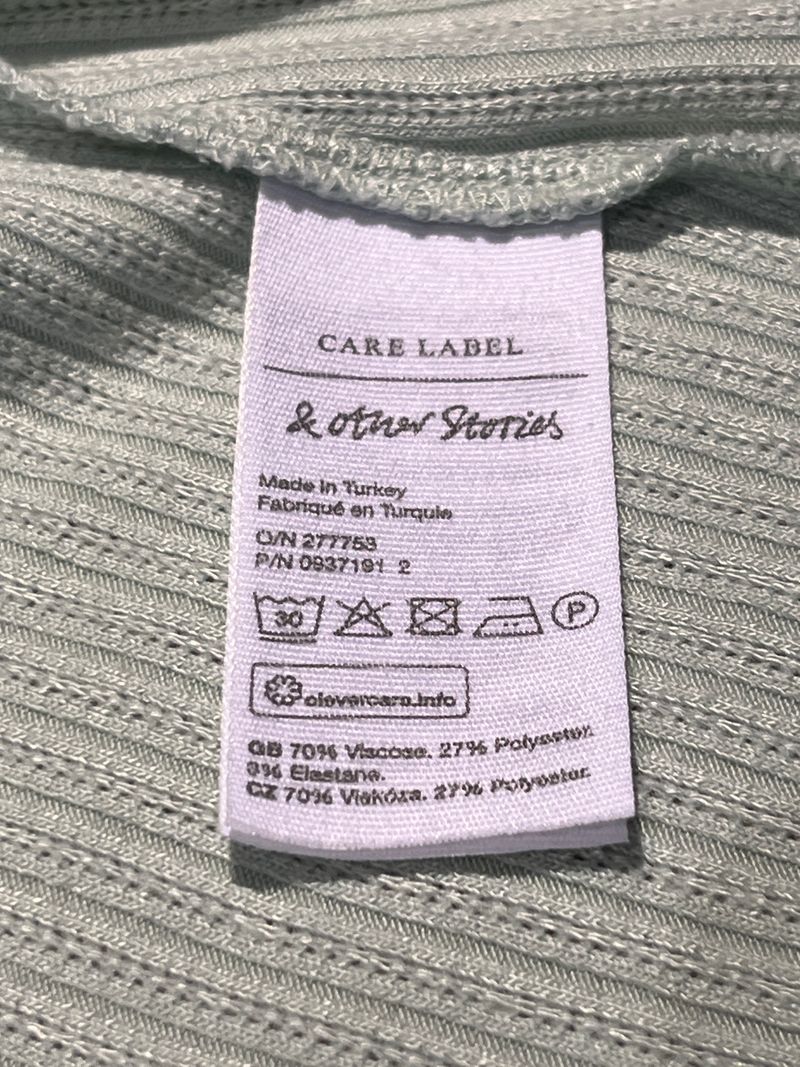 CARE LABEL
& other Stories
Made in Turkey
Fabriqué en Turquie
O/N 277753
P/N 0937191 2
30
P
clevercare.info
GB 70% Viscose. 27% Polyester.
3% Elastane.
CZ 70% Viskóza. 27% Polyester.